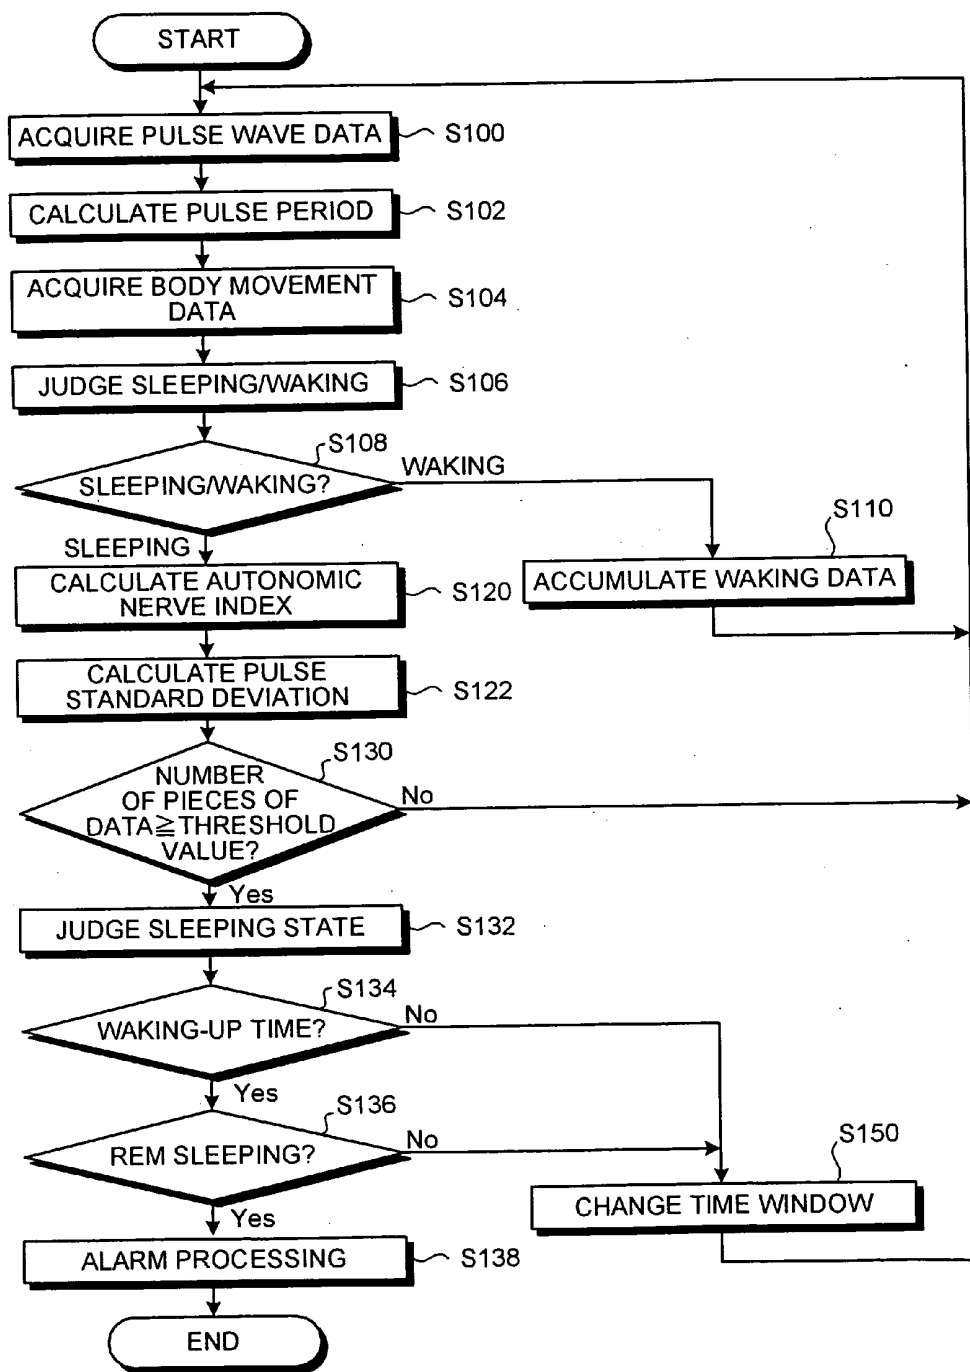 START
ACQUIRE PULSE WAVE DATA
S100
CALCULATE PULSE PERIOD
S102
ACQUIRE BODY MOVEMENT
DATA
S104
JUDGE SLEEPING/WAKING
S106
S108
SLEEPING/WAKING?
WAKING
SLEEPING
S110
ACCUMULATE WAKING DATA
CALCULATE AUTONOMIC
NERVE INDEX
S120
CALCULATE PULSE
STANDARD DEVIATION
S122
S130
NUMBER
OF PIECES OF
DATA≧THRESHOLD
VALUE?
No
Yes
JUDGE SLEEPING STATE
S132
S134
WAKING-UP TIME?
No
Yes
S136
REM SLEEPING?
No
Yes
S150
CHANGE TIME WINDOW
ALARM PROCESSING
S138
END